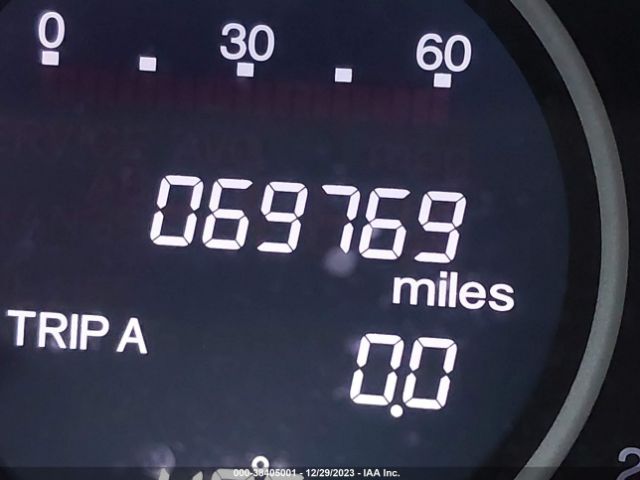 0 30 60
069769
miles
TRIP A 0.0
000-38405001 - 12/29/2023 - IAA Inc.